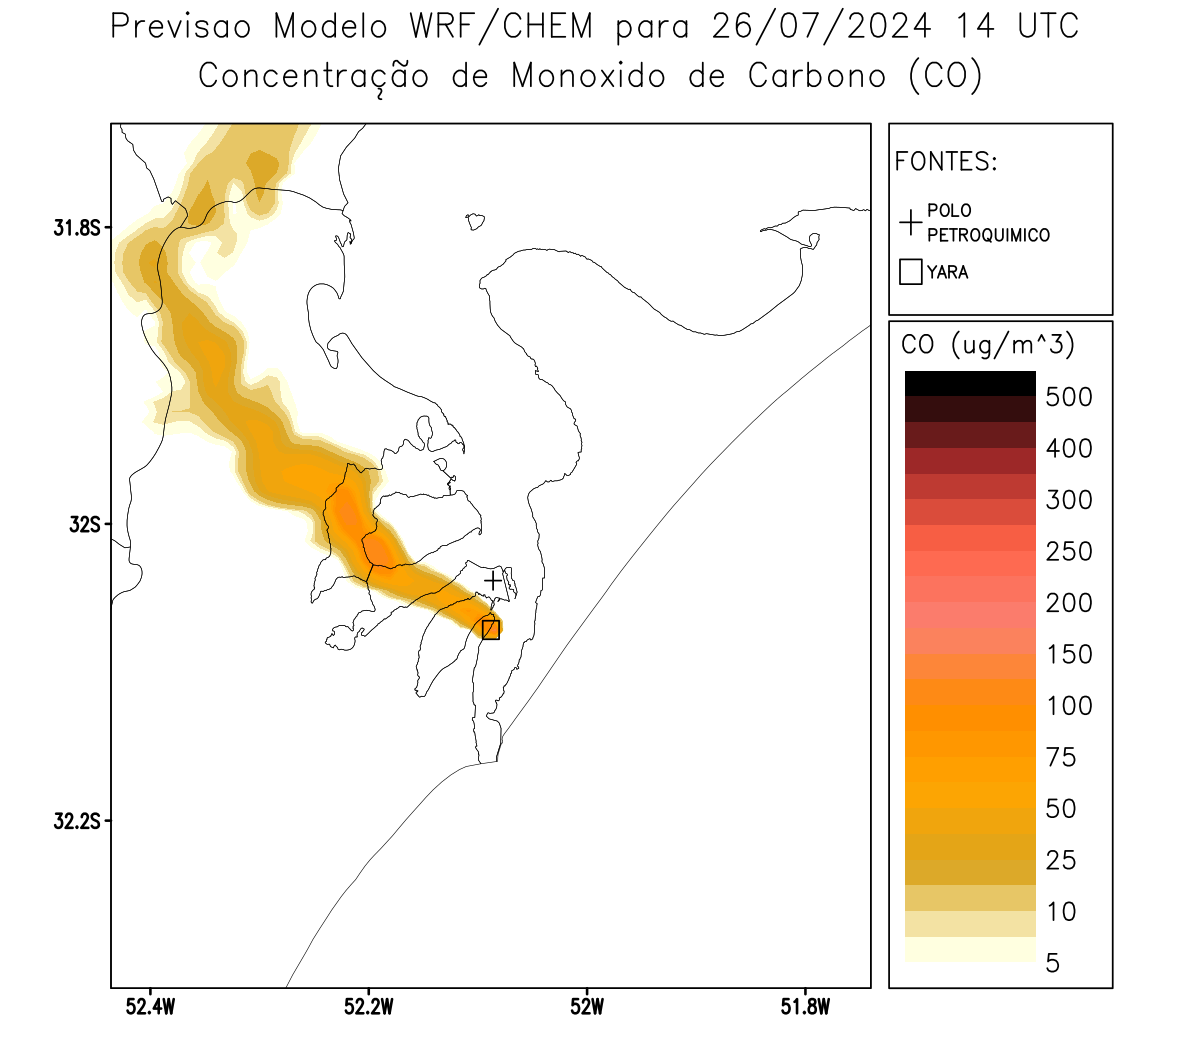 Previsao Modelo WRF/CHEM para 26/07/2024 14 UTC
Concentração de Monoxido de Carbono (CO)
FONTES:
POLO
PETROQUIMICO
YARA
CO (ug/m^3)
500
400
300
250
200
150
100
75
50
25
10
5
31.8S
32S
32.2S
52.4W
52.2W
52W
51.8W